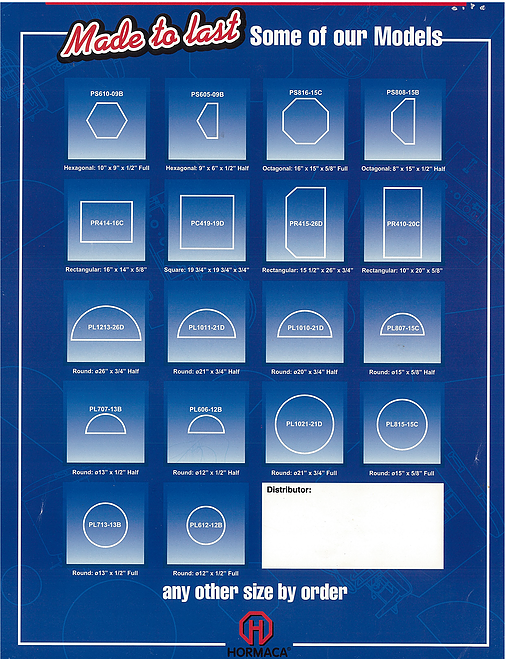 Made to last Some of our Models
PS610-09B PS605-09B PS816-15C PS808-15B
Hexagonal: 10" x 9" x 1/2" Full Hexagonal: 9" x 6" x 1/2" Half Octagonal: 16" x 15" x 5/8" Full Octagonal: 8" x 15" x 1/2" Half
PR414-16C PC419-19D PR415-26D PR410-20C
Rectangular: 16" x 14" x 5/8" Square: 19 3/4" x 19 3/4" x 3/4" Rectangular: 15 1/2" x 26" x 3/4" Rectangular: 10" x 20" x 5/8"
PL1213-26D PL1011-21D PL1010-21D PL807-15C
Round: ø26" x 3/4" Half Round: ø21" x 3/4" Half Round: ø20" x 3/4" Half Round: ø15" x 5/8" Half
PL707-13B PL606-12B PL1021-21D PL815-15C
Round: ø13" x 1/2" Half Round: ø12" x 1/2" Half Round: ø21" x 3/4" Full Round: ø15" x 5/8" Full
PL713-13B PL612-12B Distributor:
Round: ø13" x 1/2" Full Round: ø12" x 1/2" Full
any other size by order
HORMACA®